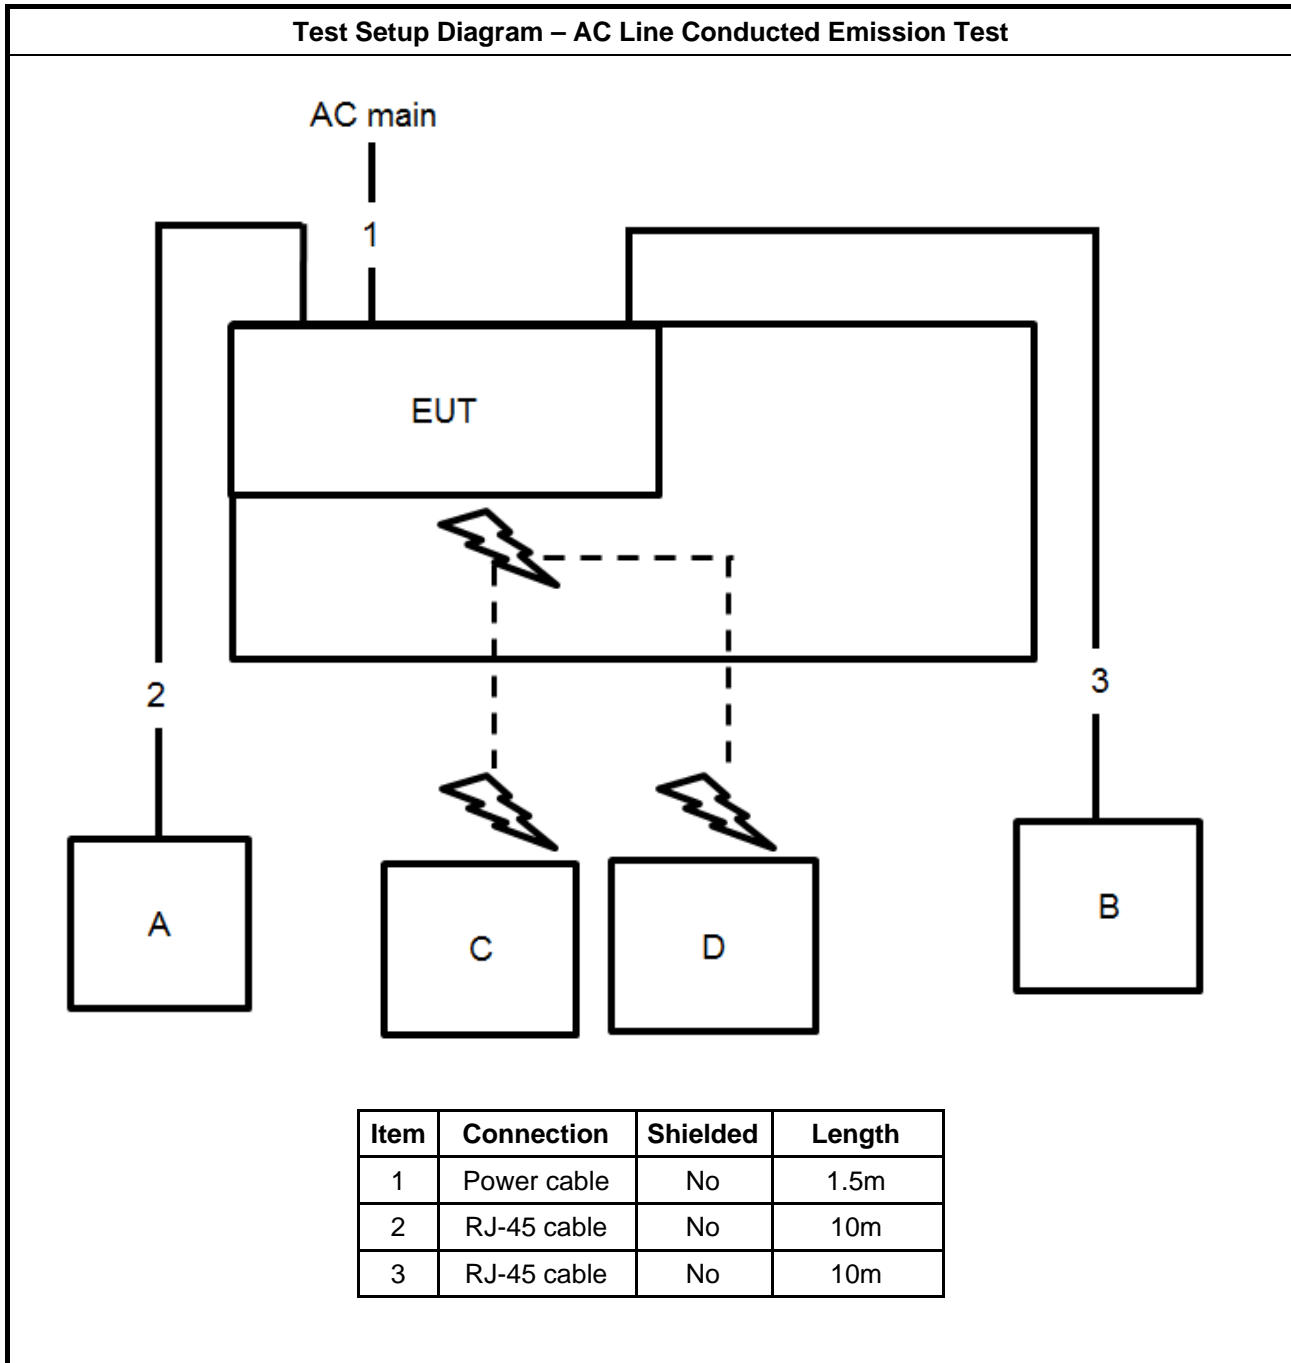 Test Setup Diagram – AC Line Conducted Emission Test
AC main
1
EUT
2
3
A
C
D
B
Item Connection Shielded Length
1 Power cable No 1.5m
2 RJ-45 cable No 10m
3 RJ-45 cable No 10m